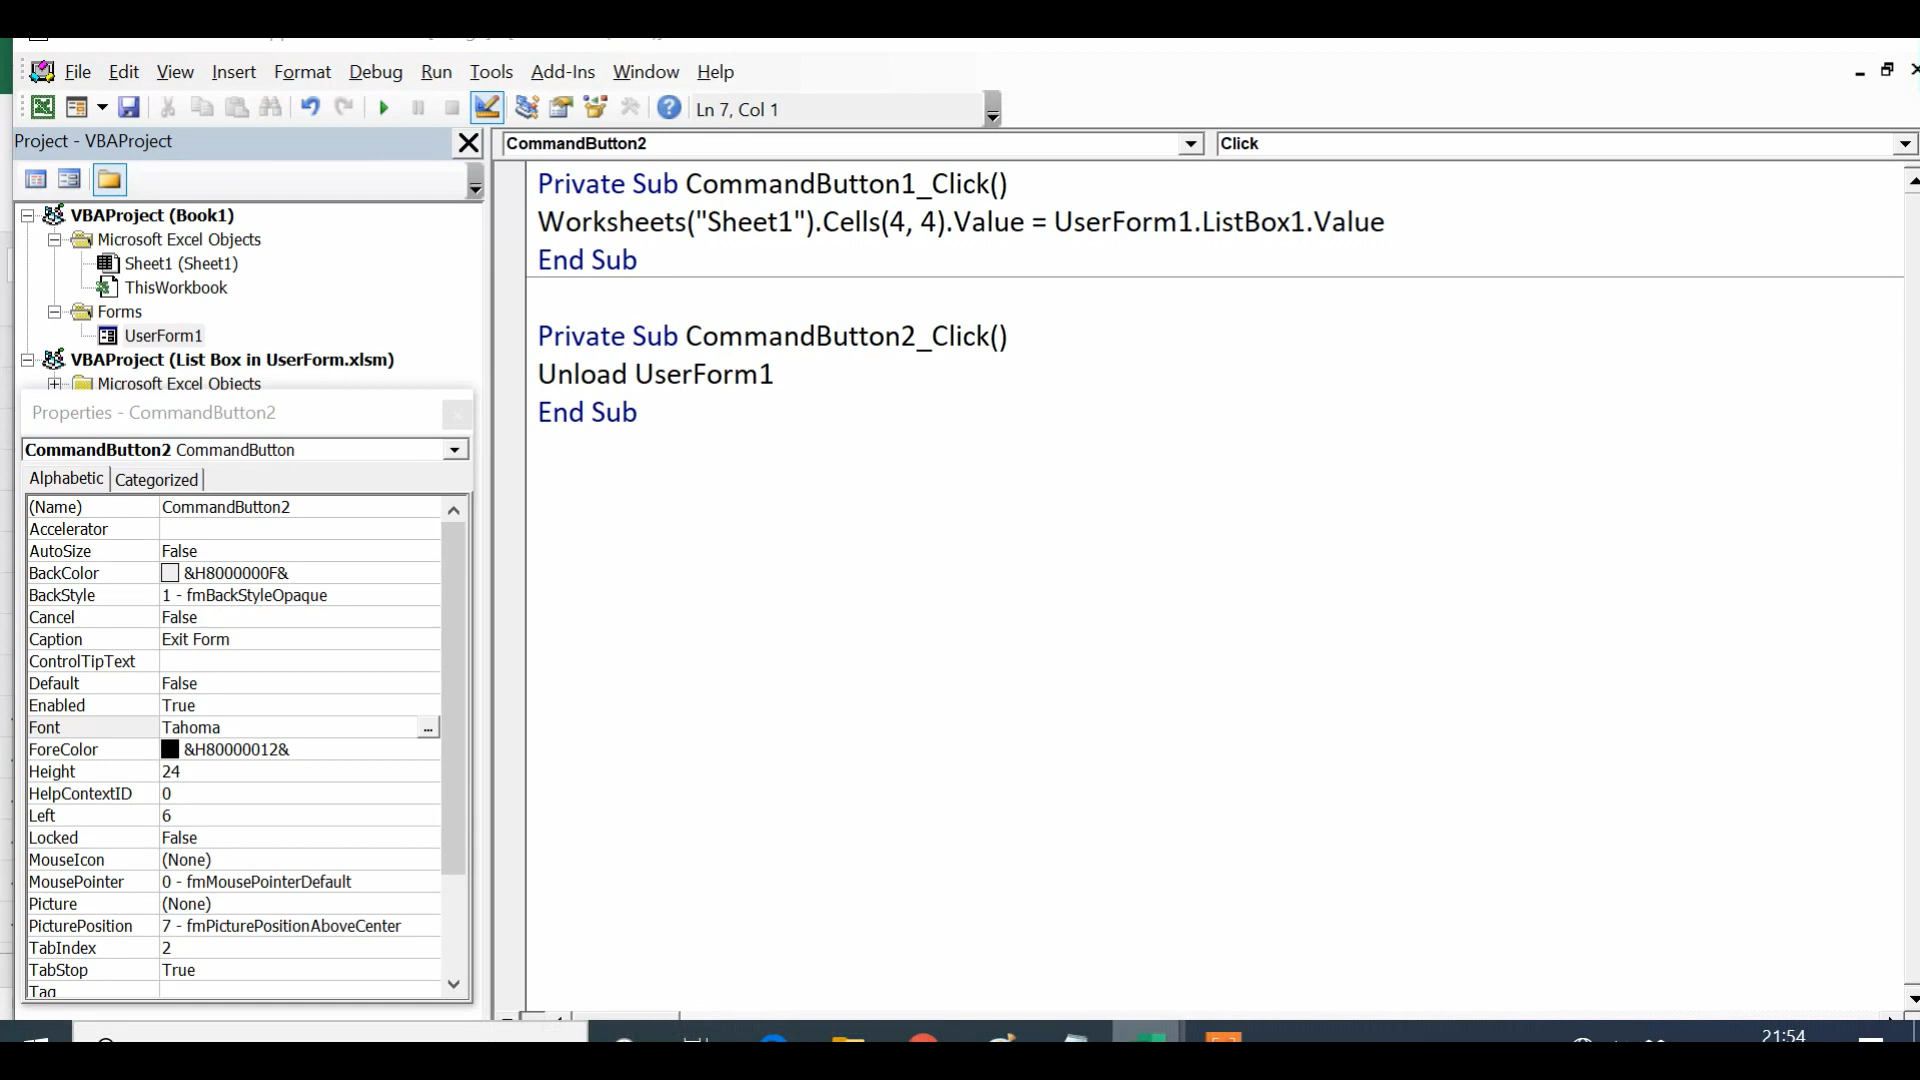 File Edit View Insert Format Debug Run Tools Add-Ins Window Help
Ln 7, Col 1
Project - VBAProject
CommandButton2
Click
VBAProject (Book1)
Microsoft Excel Objects
Sheet1 (Sheet1)
ThisWorkbook
Forms
UserForm1
VBAProject (List Box in UserForm.xlsm)
Microsoft Excel Objects
Private Sub CommandButton1_Click()
Worksheets("Sheet1").Cells(4, 4).Value = UserForm1.ListBox1.Value
End Sub
Private Sub CommandButton2_Click()
Unload UserForm1
End Sub
Properties - CommandButton2
CommandButton2 CommandButton
Alphabetic Categorized
(Name) CommandButton2
Accelerator
AutoSize False
BackColor &H8000000F&
BackStyle 1 - fmBackStyleOpaque
Cancel False
Caption Exit Form
ControlTipText
Default False
Enabled True
Font Tahoma ...
ForeColor &H80000012&
Height 24
HelpContextID 0
Left 6
Locked False
MouseIcon (None)
MousePointer 0 - fmMousePointerDefault
Picture (None)
PicturePosition 7 - fmPicturePositionAboveCenter
TabIndex 2
TabStop True
Tag
21:54